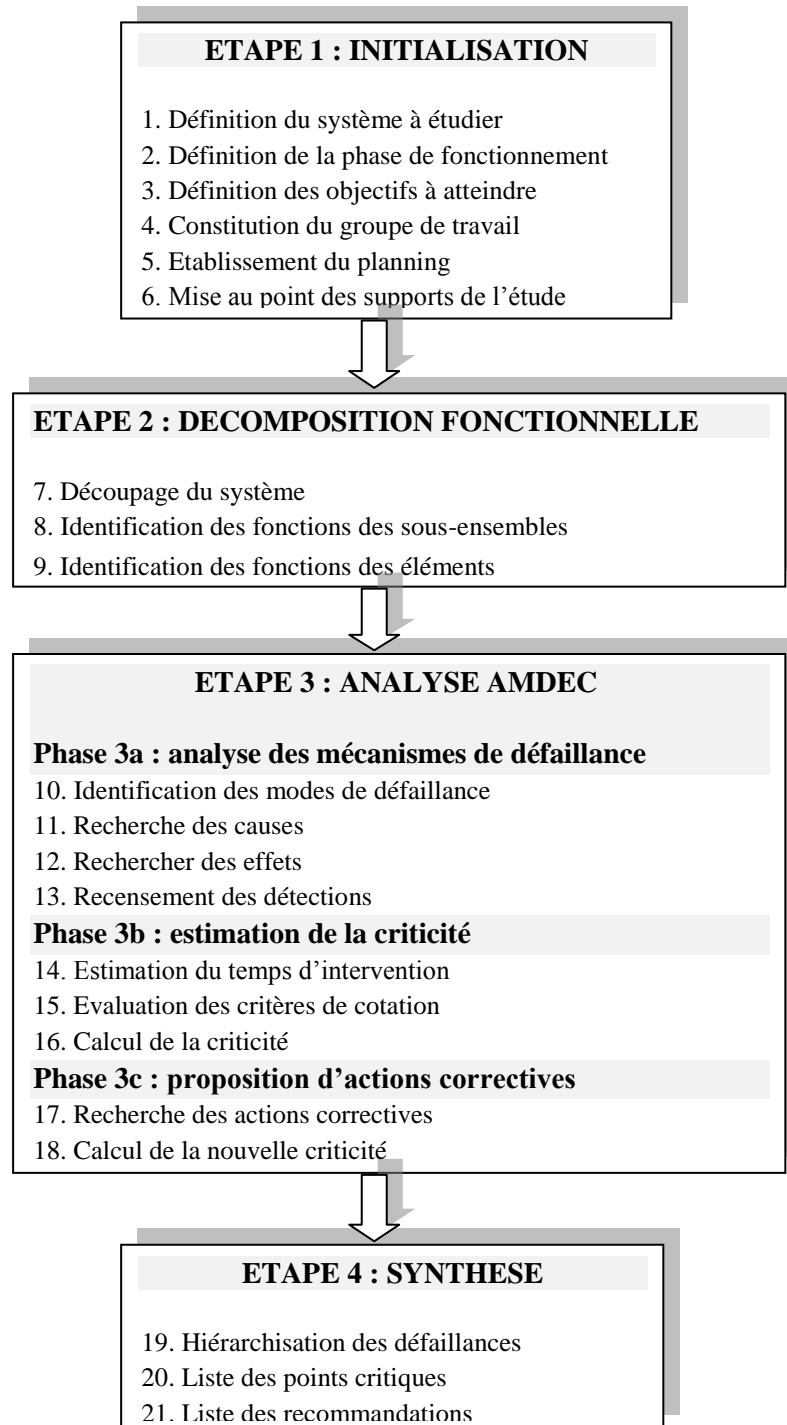 ETAPE 1 : INITIALISATION
1. Définition du système à étudier
2. Définition de la phase de fonctionnement
3. Définition des objectifs à atteindre
4. Constitution du groupe de travail
5. Etablissement du planning
6. Mise au point des supports de l’étude
ETAPE 2 : DECOMPOSITION FONCTIONNELLE
7. Découpage du système
8. Identification des fonctions des sous-ensembles
9. Identification des fonctions des éléments
ETAPE 3 : ANALYSE AMDEC
Phase 3a : analyse des mécanismes de défaillance
10. Identification des modes de défaillance
11. Recherche des causes
12. Rechercher des effets
13. Recensement des détections
Phase 3b : estimation de la criticité
14. Estimation du temps d’intervention
15. Evaluation des critères de cotation
16. Calcul de la criticité
Phase 3c : proposition d’actions correctives
17. Recherche des actions correctives
18. Calcul de la nouvelle criticité
ETAPE 4 : SYNTHESE
19. Hiérarchisation des défaillances
20. Liste des points critiques
21. Liste des recommandations